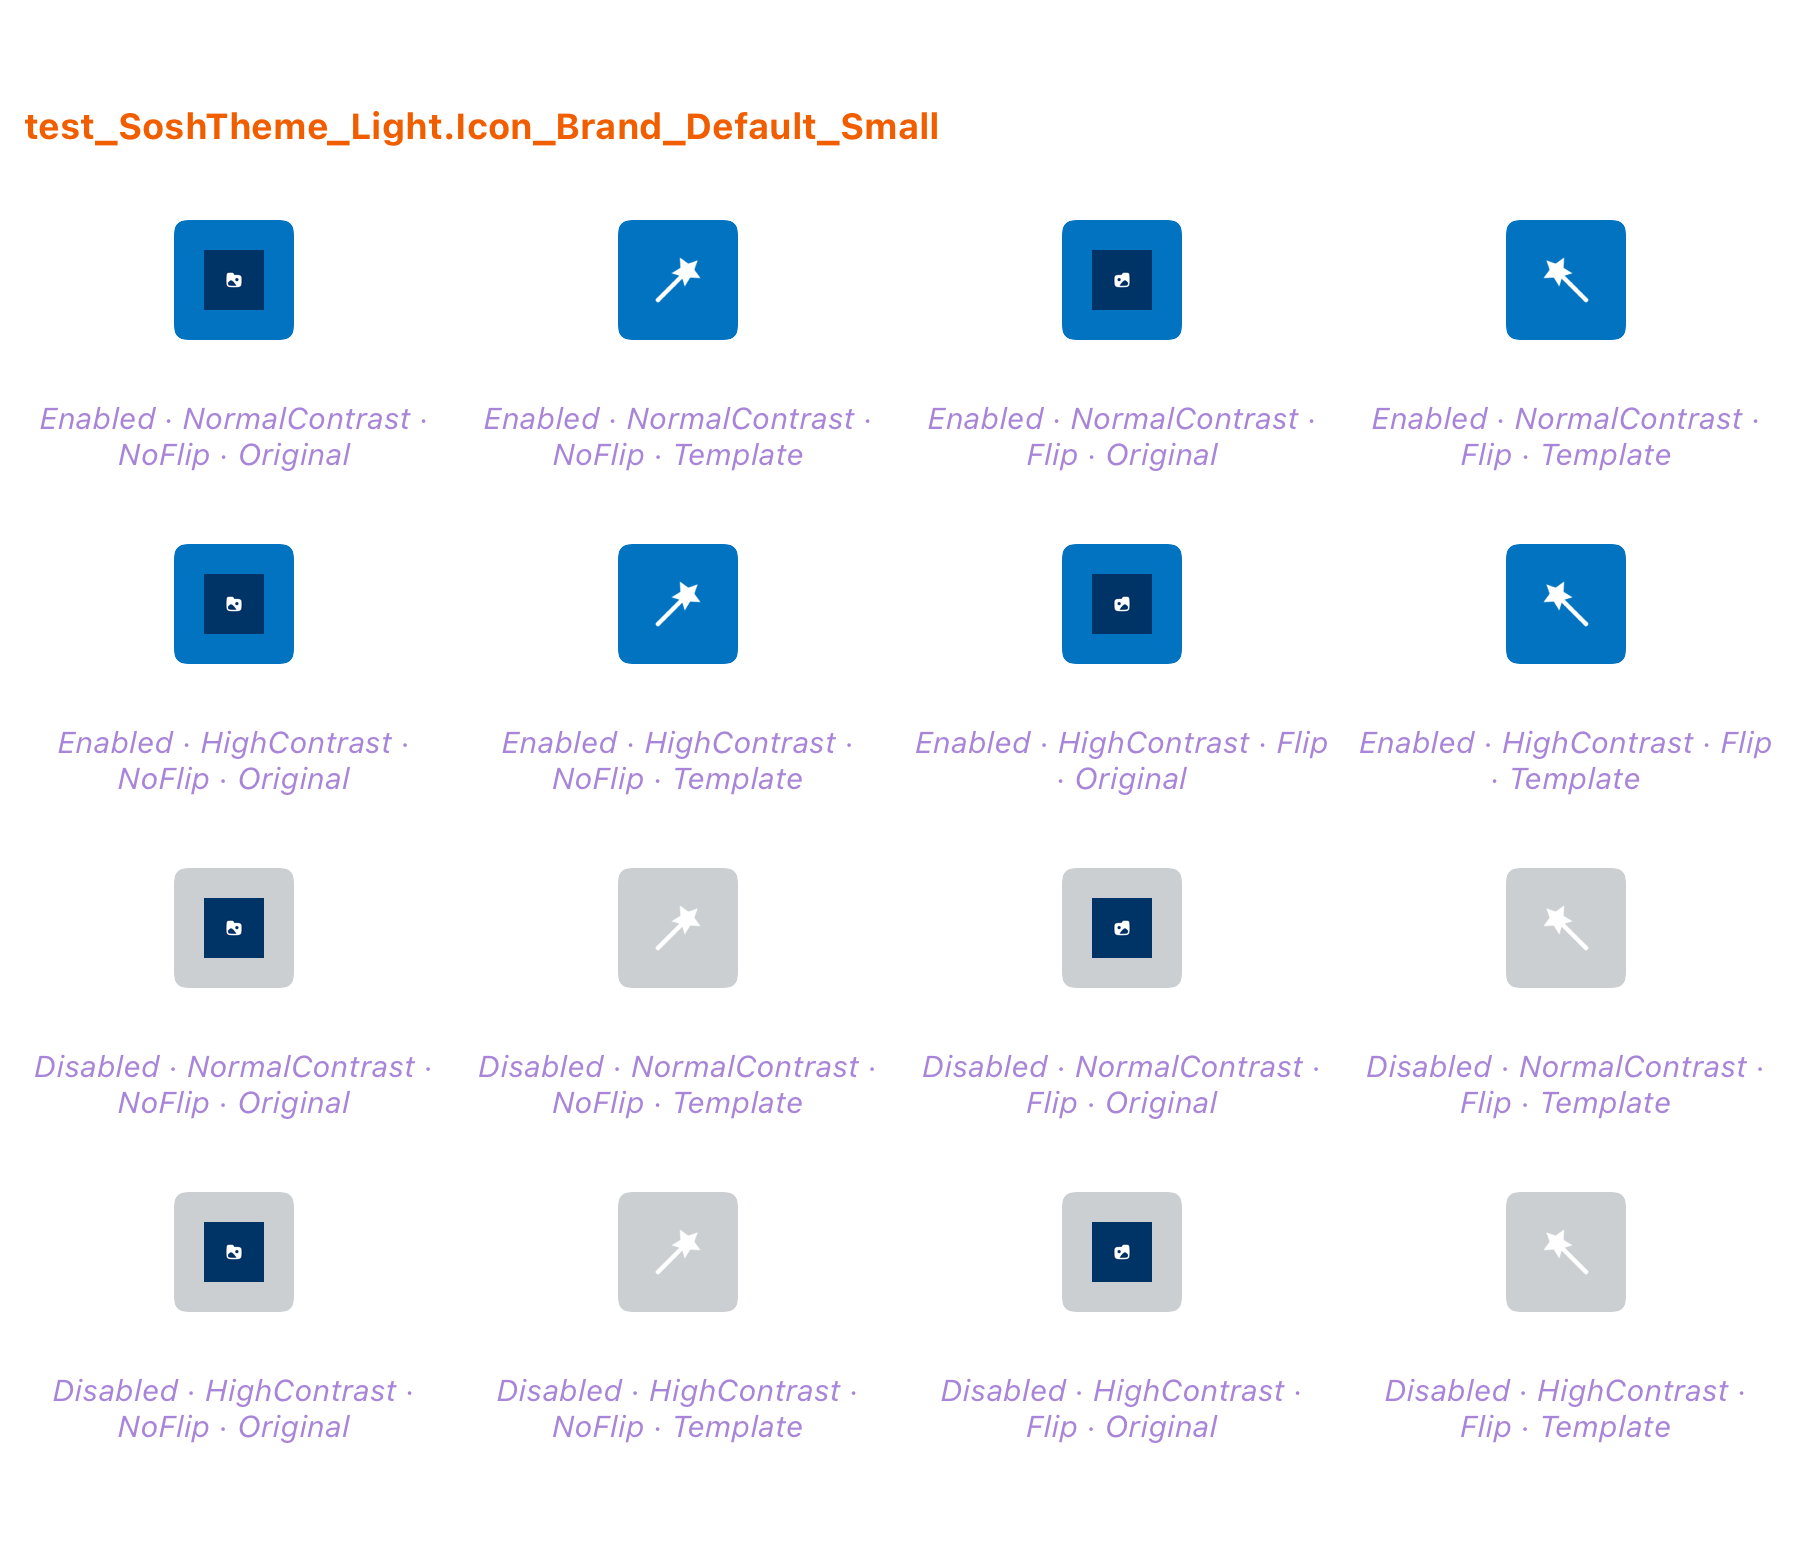 test_SoshTheme_Light.Icon_Brand_Default_Small
Enabled · NormalContrast ·
NoFlip · Original
Enabled · NormalContrast ·
NoFlip · Template
Enabled · NormalContrast ·
Flip · Original
Enabled · NormalContrast ·
Flip · Template
Enabled · HighContrast ·
NoFlip · Original
Enabled · HighContrast ·
NoFlip · Template
Enabled · HighContrast · Flip
· Original
Enabled · HighContrast · Flip
· Template
Disabled · NormalContrast ·
NoFlip · Original
Disabled · NormalContrast ·
NoFlip · Template
Disabled · NormalContrast ·
Flip · Original
Disabled · NormalContrast ·
Flip · Template
Disabled · HighContrast ·
NoFlip · Original
Disabled · HighContrast ·
NoFlip · Template
Disabled · HighContrast ·
Flip · Original
Disabled · HighContrast ·
Flip · Template